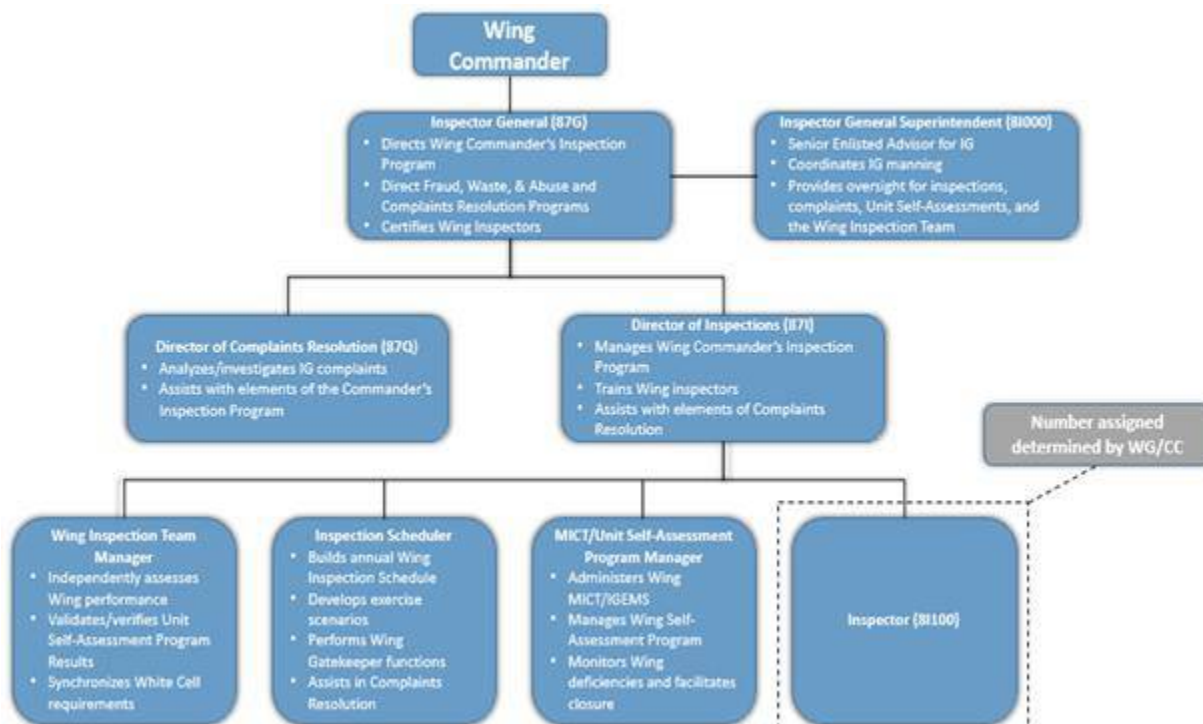 Wing
Commander
Inspector General (87G)
• Directs Wing Commander's Inspection
Program
• Direct Fraud, Waste, & Abuse and
Complaints Resolution Programs
• Certifies Wing Inspectors
Inspector General Superintendent (8I000)
• Senior Enlisted Advisor for IG
• Coordinates IG manning
• Provides oversight for inspections,
complaints, Unit Self-Assessments, and
the Wing Inspection Team
Director of Complaints Resolution (87Q)
• Analyzes/investigates IG complaints
• Assists with elements of the Commander's
Inspection Program
Director of Inspections (87I)
• Manages Wing Commander's Inspection
Program
• Trains Wing inspectors
• Assists with elements of Complaints
Resolution
Number assigned
determined by WG/CC
Wing Inspection Team
Manager
• Independently assesses
Wing performance
• Validates/verifies Unit
Self-Assessment Program
Results
• Synchronizes White Cell
requirements
Inspection Scheduler
• Builds annual Wing
Inspection Schedule
• Develops exercise
scenarios
• Performs Wing
Gatekeeper functions
• Assists in Complaints
Resolution
MICT/Unit Self-Assessment
Program Manager
• Administers Wing
MICT/IGEMS
• Manages Wing Self-
Assessment Program
• Monitors Wing
deficiencies and facilitates
closure
Inspector (8I100)